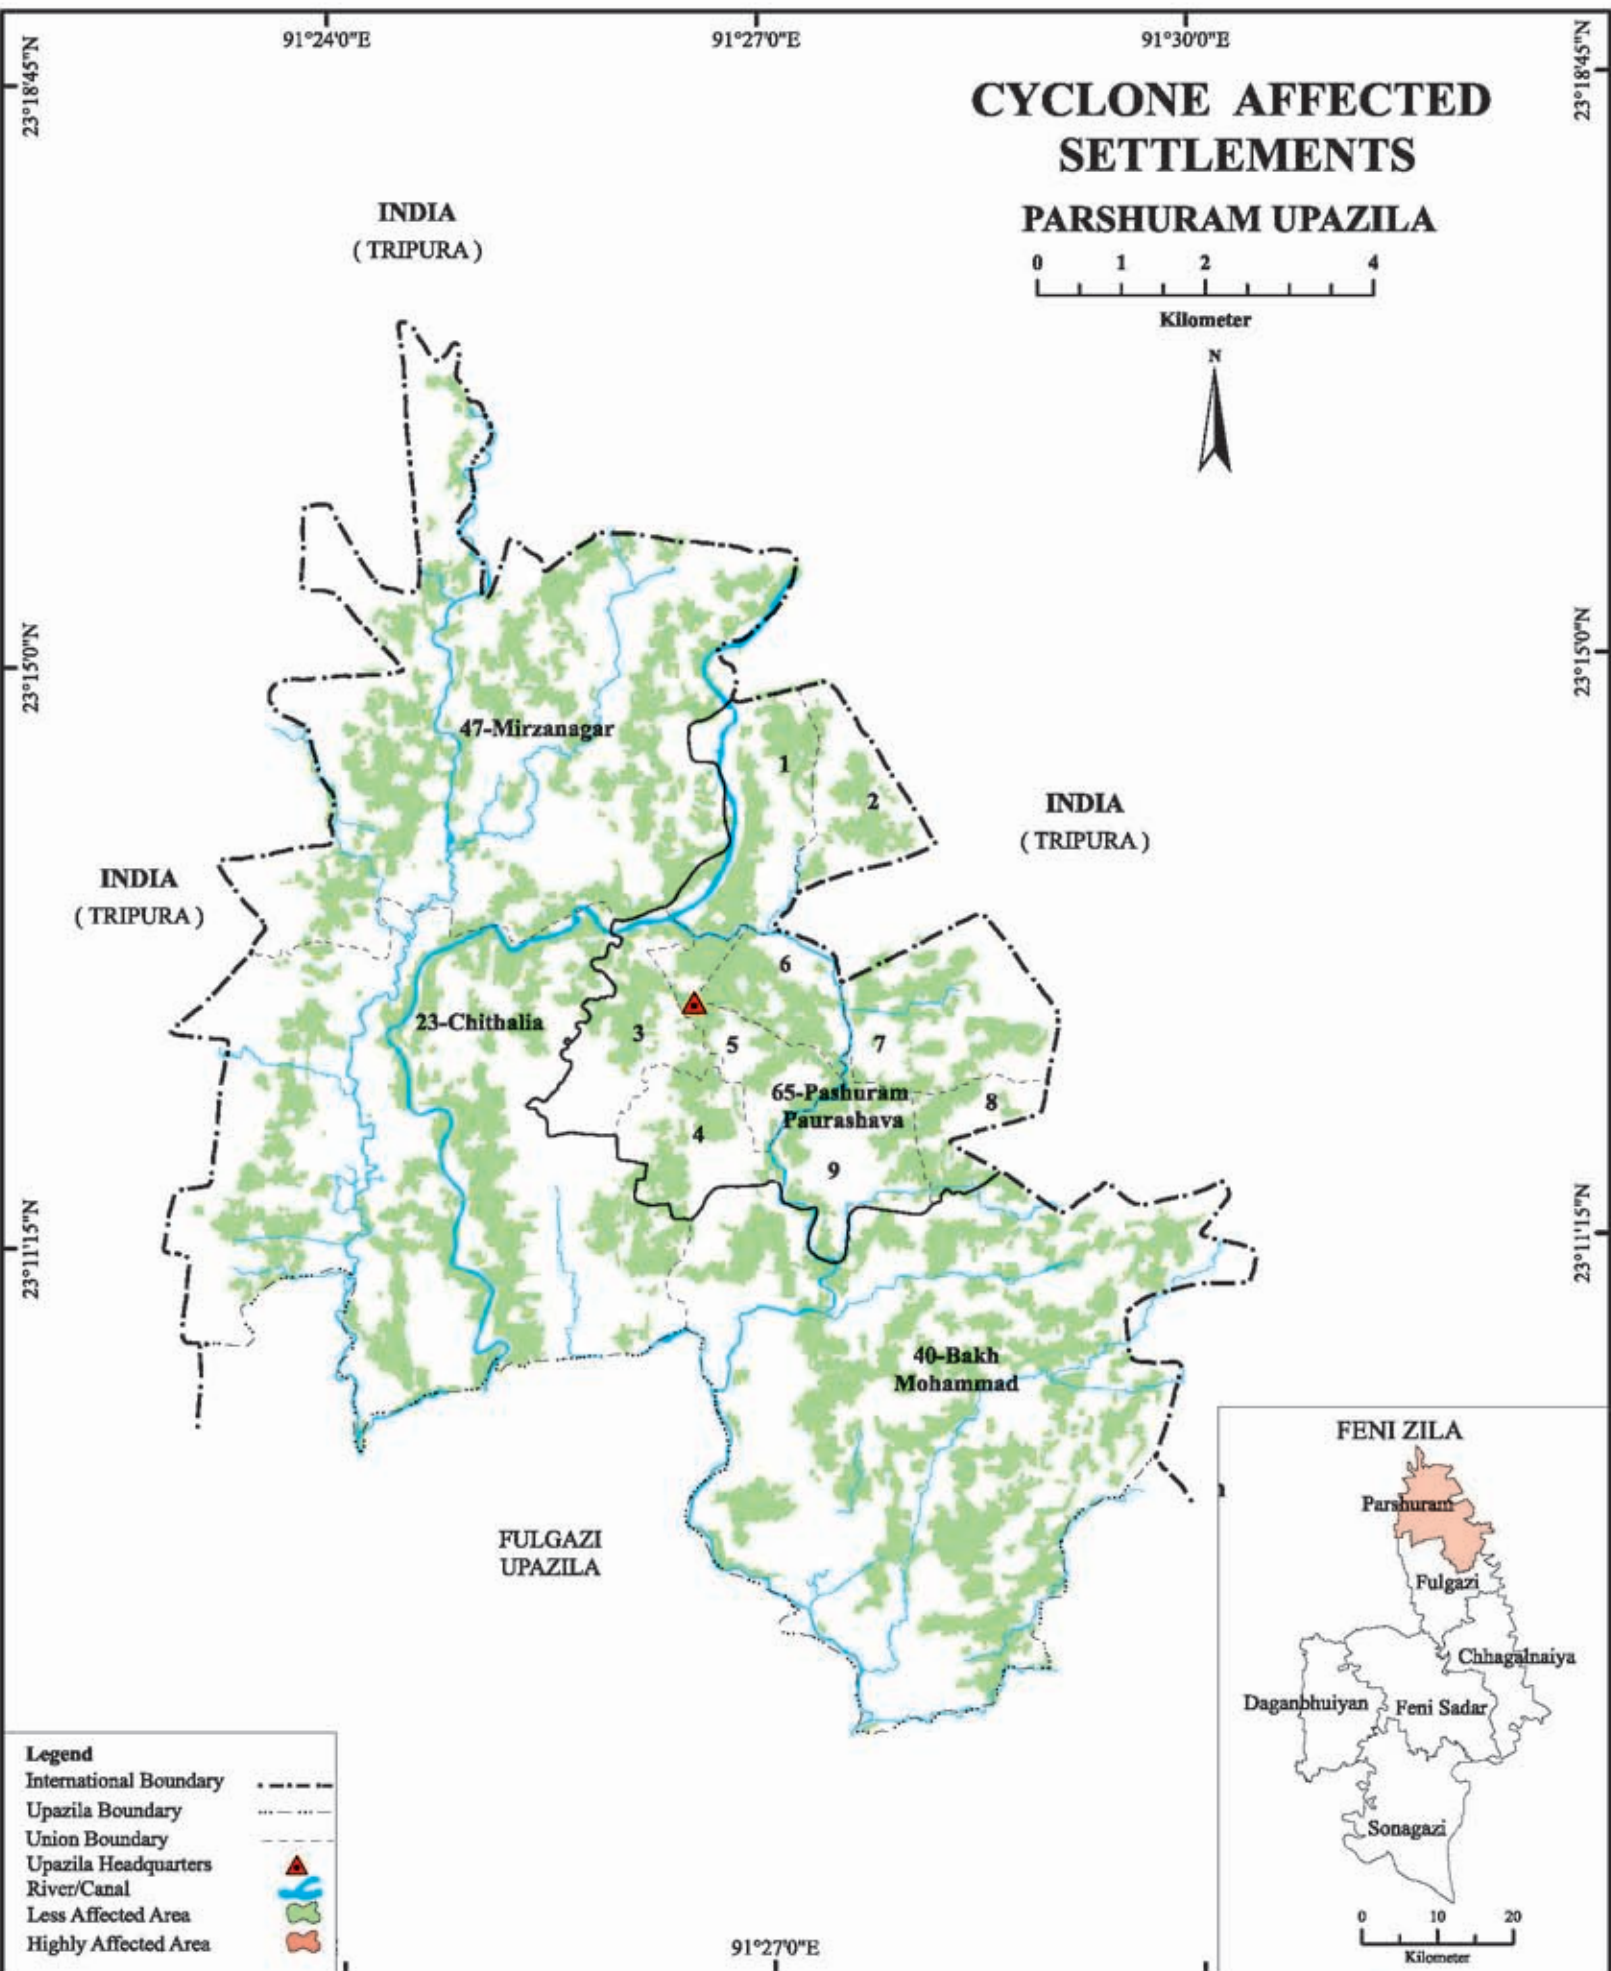 91°24'0"E
91°27'0"E
91°30'0"E
23°18'45"N
23°18'45"N
CYCLONE AFFECTED
SETTLEMENTS
PARSHURAM UPAZILA
0 1 2 4
Kilometer
N
INDIA
( TRIPURA )
23°15'0"N
23°15'0"N
47-Mirzanagar
1
2
INDIA
( TRIPURA )
INDIA
( TRIPURA )
6
23-Chithalia
3
5
7
65-Pashuram
Paurashava
8
4
9
23°11'15"N
23°11'15"N
40-Bakh
Mohammad
FULGAZI
UPAZILA
FENI ZILA
Parshuram
Fulgazi
Chhagalnaiya
Daganbhuiyan
Feni Sadar
Sonagazi
0 10 20
Kilometer
Legend
International Boundary
Upazila Boundary
Union Boundary
Upazila Headquarters
River/Canal
Less Affected Area
Highly Affected Area
91°27'0"E